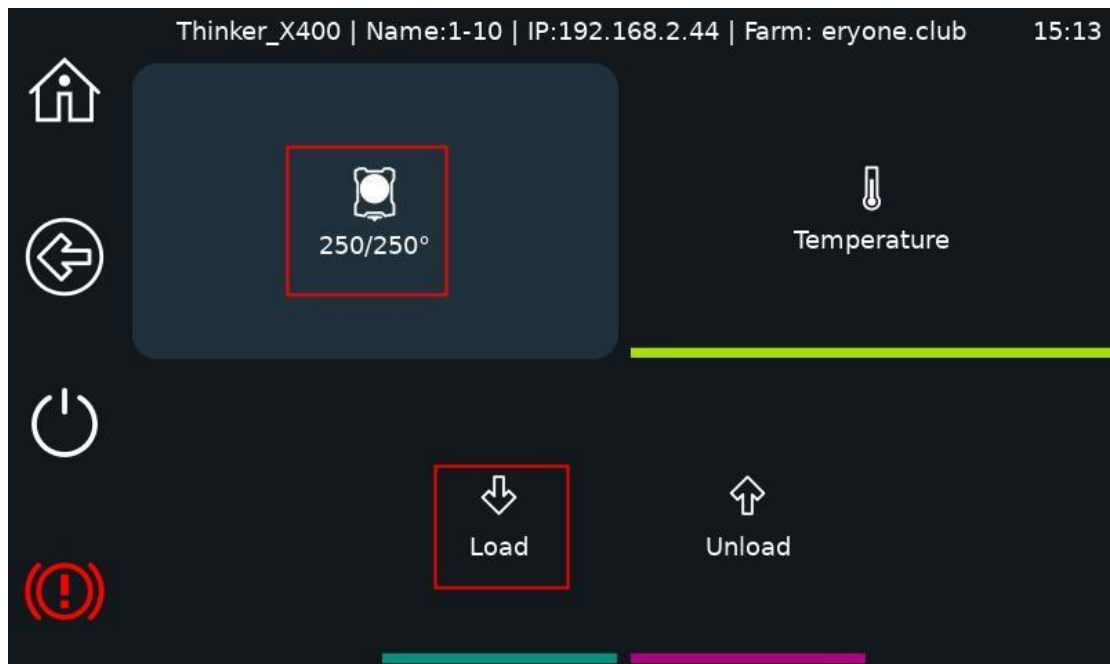 Thinker_X400 | Name:1-10 | IP:192.168.2.44 | Farm: eryone.club 15:13
250/250°
Temperature
Load
Unload